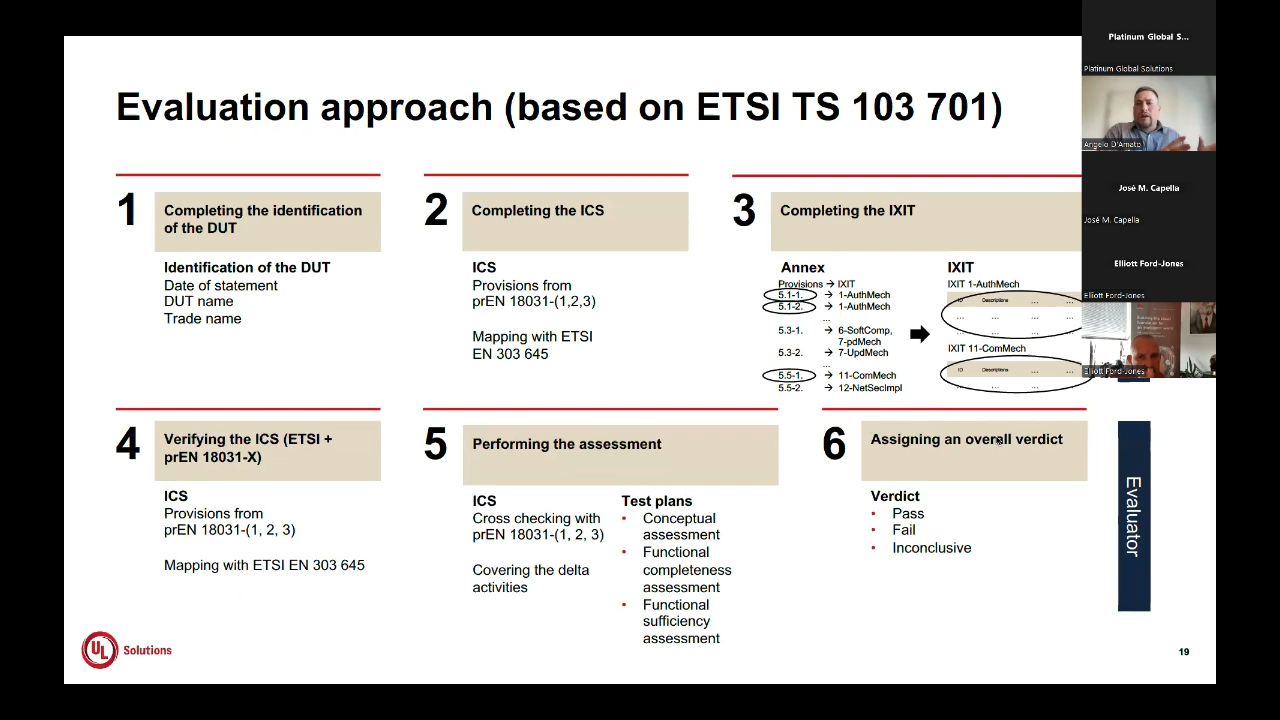 Platinum Global S...
Platinum Global Solutions
Angelo D'Amato
José M. Capella
José M. Capella
Elliott Ford-Jones
Elliott Ford-Jones
Elliott Ford-Jones
Evaluation approach (based on ETSI TS 103 701)
1
Completing the identification
of the DUT
Identification of the DUT
Date of statement
DUT name
Trade name
2
Completing the ICS
ICS
Provisions from
prEN 18031-(1,2,3)
Mapping with ETSI
EN 303 645
3
Completing the IXIT
Annex
Provisions → IXIT
5.1-1. → 1-AuthMech
5.1-2. → 1-AuthMech
...
5.3-1. → 6-SoftComp,
7-pdMech
5.3-2. → 7-UpdMech
...
5.5-1. → 11-ComMech
5.5-2. → 12-NetSecImpl
IXIT
IXIT 1-AuthMech
ID Descriptions ... ...
... ... ... ...
IXIT 11-ComMech
ID Descriptions ... ...
... ... ...
4
Verifying the ICS (ETSI +
prEN 18031-X)
ICS
Provisions from
prEN 18031-(1, 2, 3)
Mapping with ETSI EN 303 645
5
Performing the assessment
ICS
Cross checking with
prEN 18031-(1, 2, 3)
Covering the delta
activities
Test plans
• Conceptual
assessment
• Functional
completeness
assessment
• Functional
sufficiency
assessment
6
Assigning an overall verdict
Verdict
• Pass
• Fail
• Inconclusive
Evaluator
UL Solutions
19